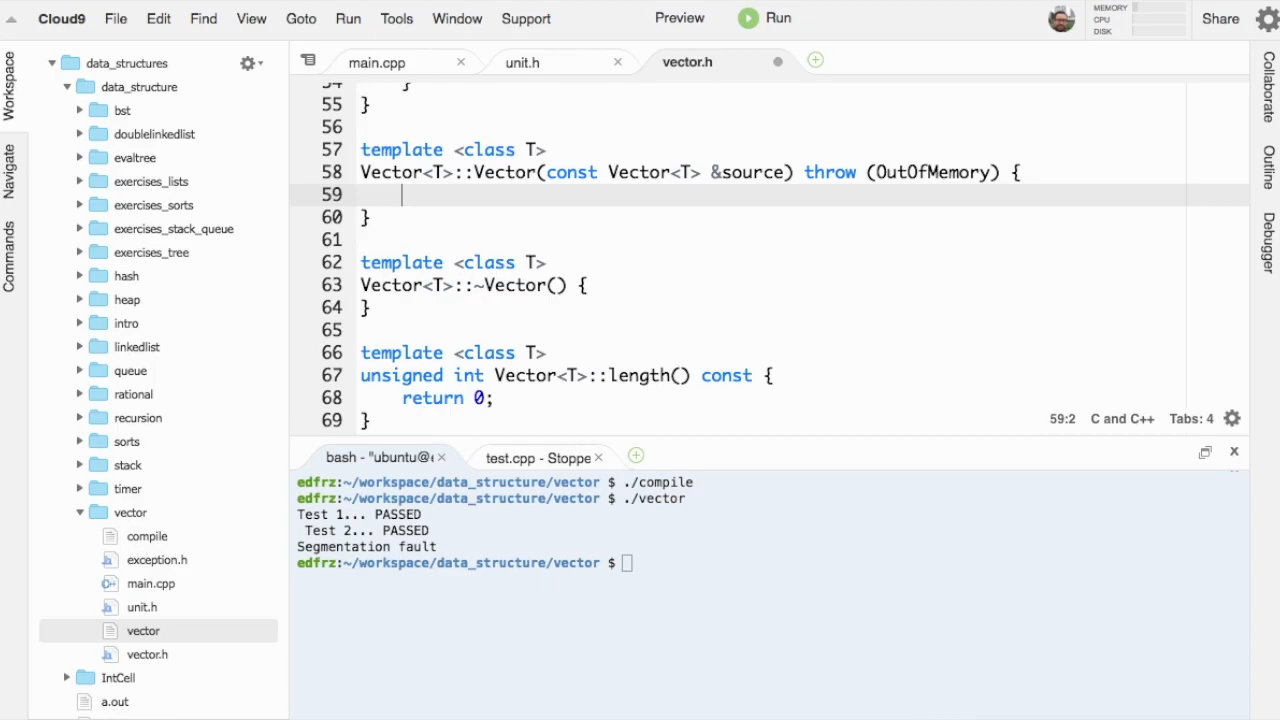 Cloud9 File Edit Find View Goto Run Tools Window Support Preview Run MEMORY CPU DISK Share
Workspace
Navigate
Commands
data_structures
data_structure
bst
doublelinkedlist
evaltree
exercises_lists
exercises_sorts
exercises_stack_queue
exercises_tree
hash
heap
intro
linkedlist
queue
rational
recursion
sorts
stack
timer
vector
compile
exception.h
main.cpp
unit.h
vector
vector.h
IntCell
a.out
main.cpp unit.h vector.h
54 }
55 }
56
57 template <class T>
58 Vector<T>::Vector(const Vector<T> &source) throw (OutOfMemory) {
59
60 }
61
62 template <class T>
63 Vector<T>::~Vector() {
64 }
65
66 template <class T>
67 unsigned int Vector<T>::length() const {
68 return 0;
69 }
59:2 C and C++ Tabs: 4
bash - "ubuntu@e test.cpp - Stoppe
edfrz:~/workspace/data_structure/vector $ ./compile
edfrz:~/workspace/data_structure/vector $ ./vector
Test 1... PASSED
Test 2... PASSED
Segmentation fault
edfrz:~/workspace/data_structure/vector $
Collaborate
Outline
Debugger